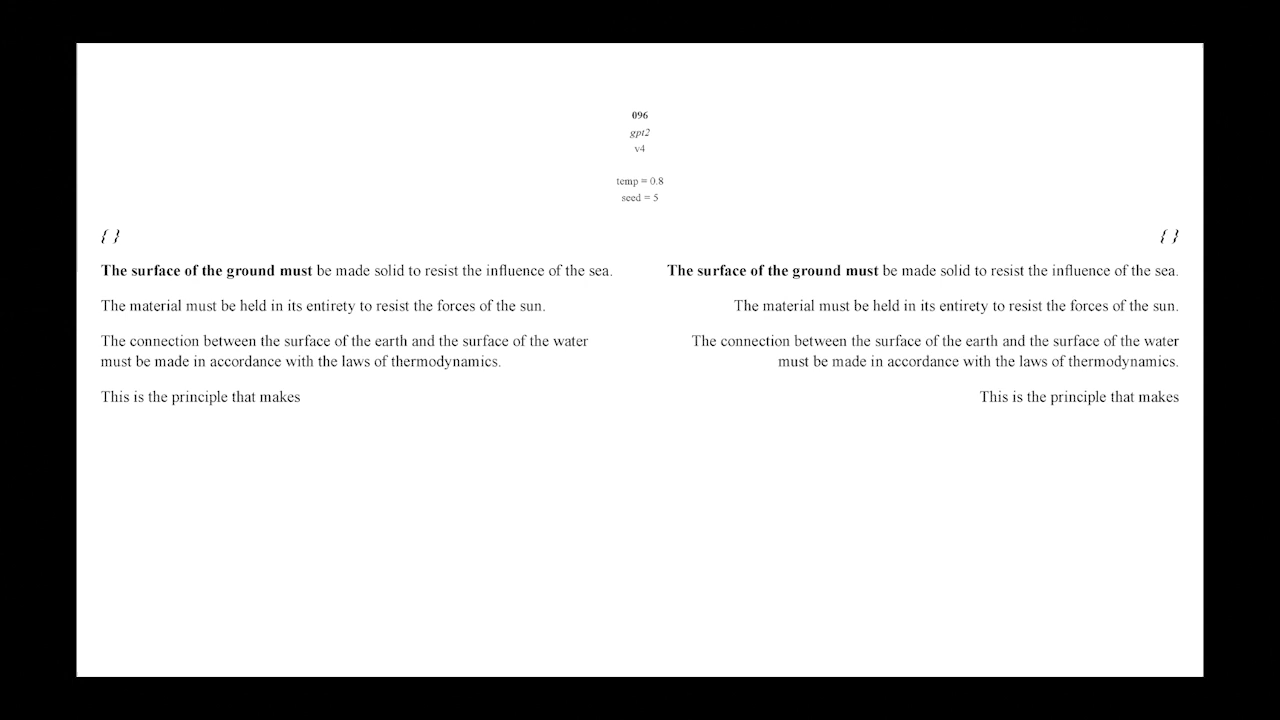 096
gpt2
v4
temp = 0.8
seed = 5
{ }
The surface of the ground must be made solid to resist the influence of the sea.
The material must be held in its entirety to resist the forces of the sun.
The connection between the surface of the earth and the surface of the water
must be made in accordance with the laws of thermodynamics.
This is the principle that makes
{ }
The surface of the ground must be made solid to resist the influence of the sea.
The material must be held in its entirety to resist the forces of the sun.
The connection between the surface of the earth and the surface of the water
must be made in accordance with the laws of thermodynamics.
This is the principle that makes